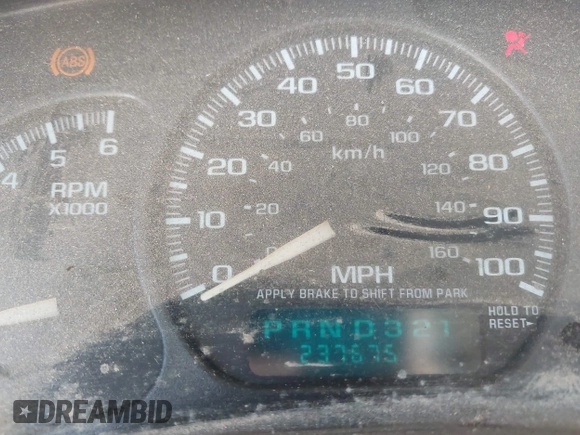 ABS
4 5 6
RPM
X1000
0 10 20 30 40 50 60 70 80 90 100
20 40 60 80 100 120 140 160
km/h
MPH
APPLY BRAKE TO SHIFT FROM PARK
HOLD TO
RESET
PRND321
237675
DREAMBID